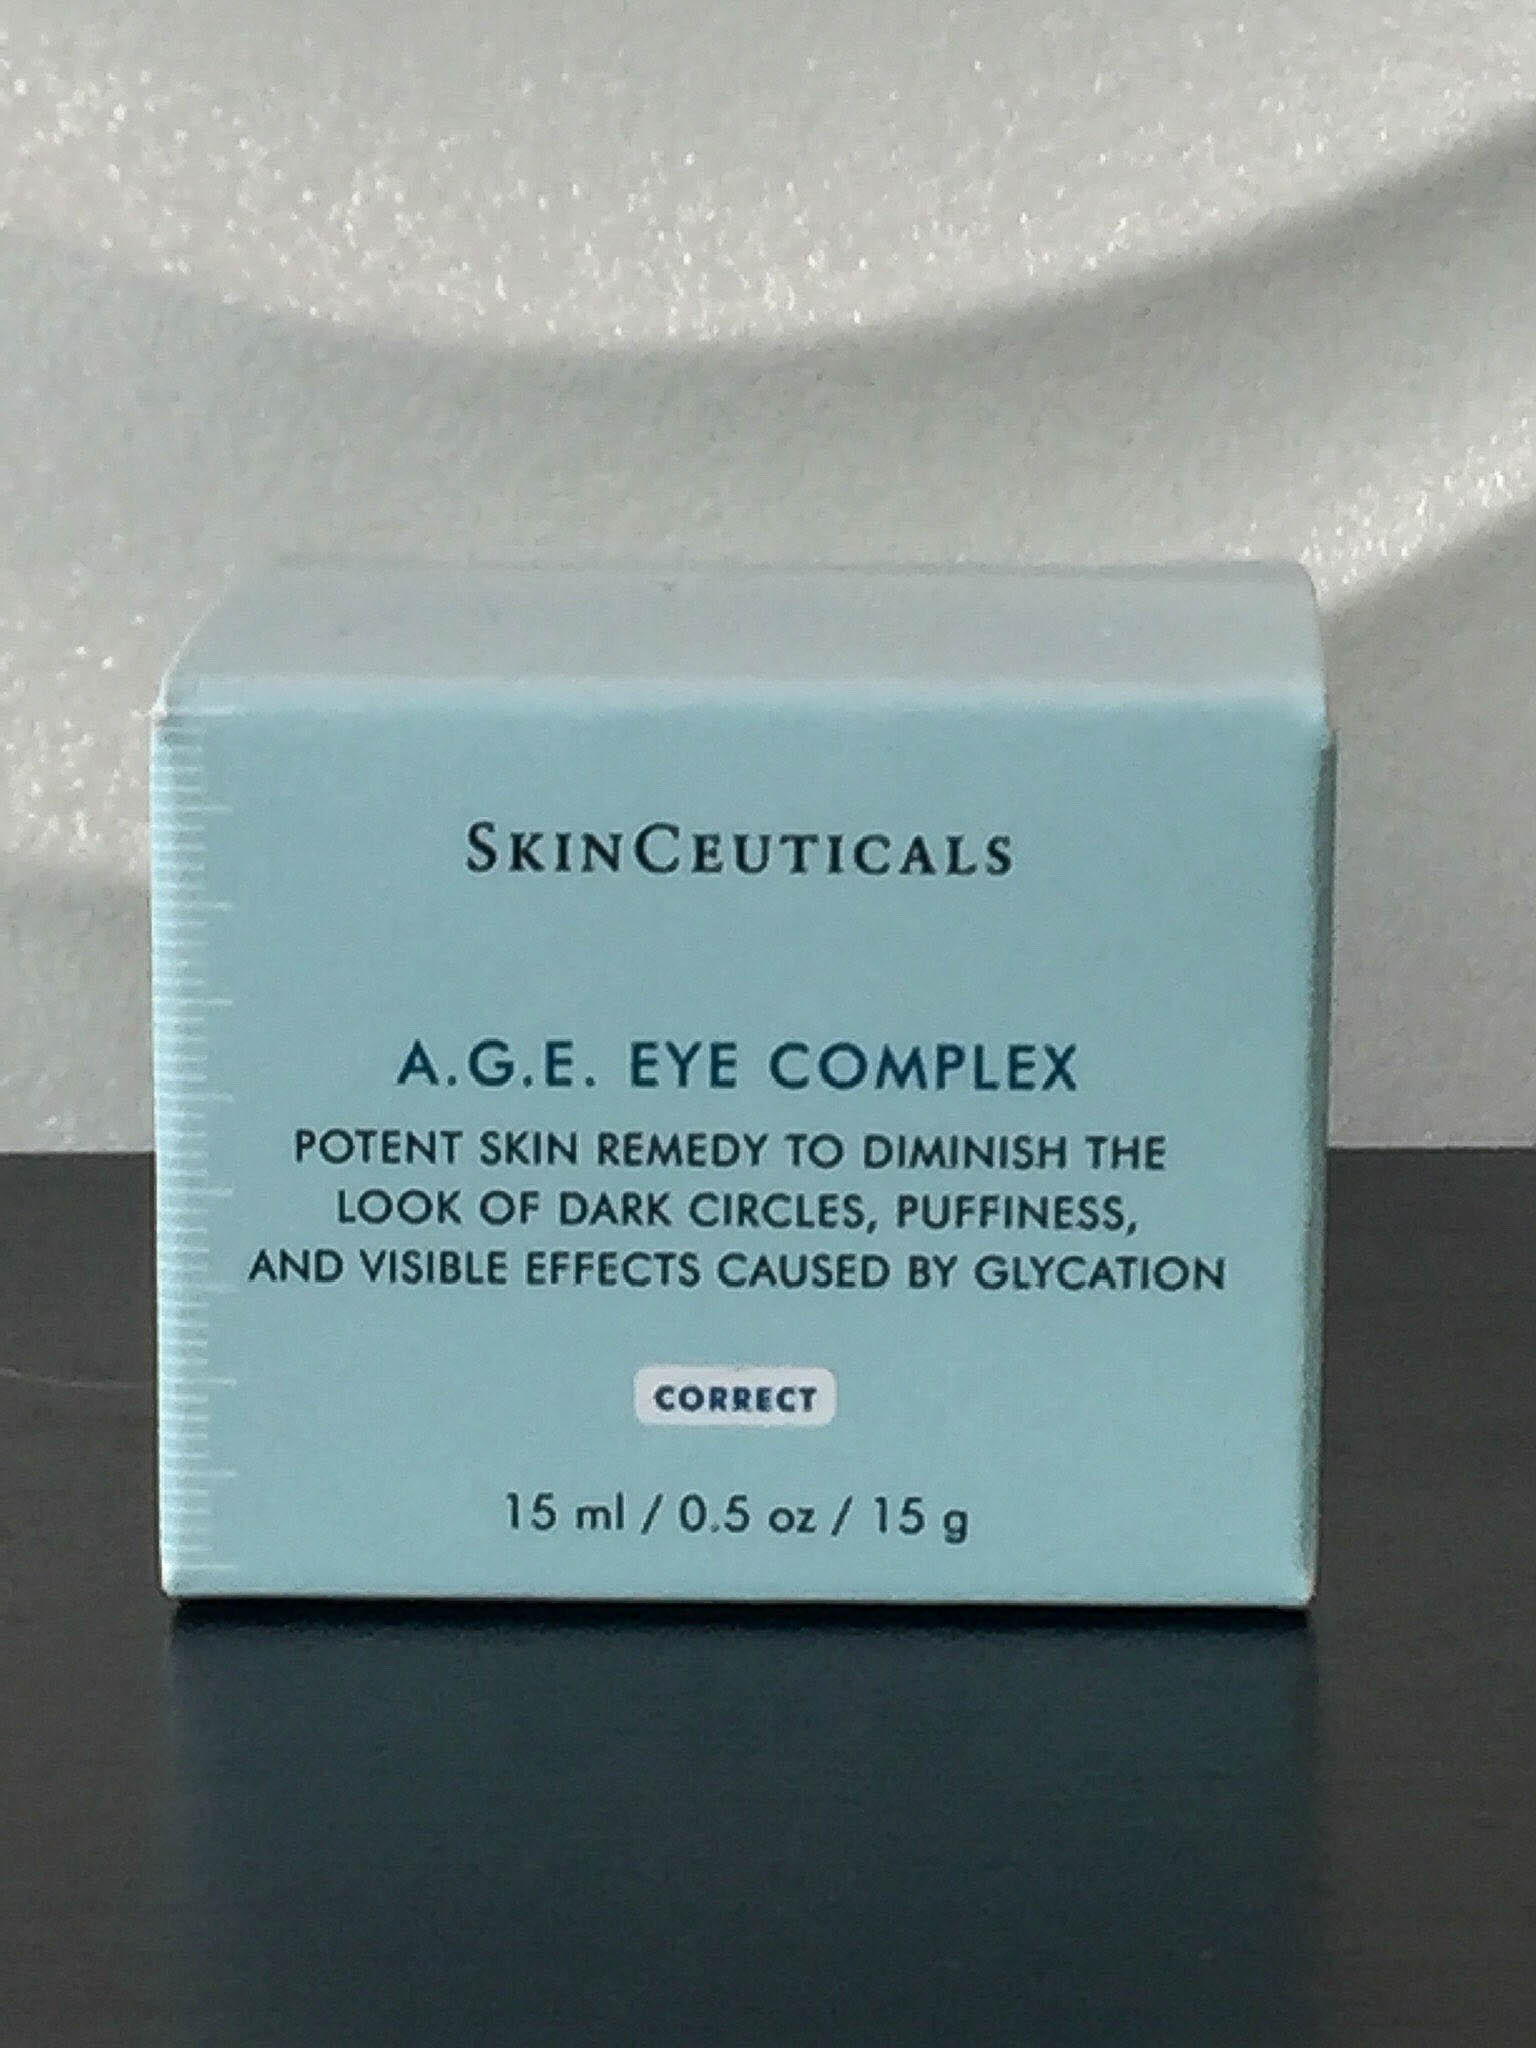 SKINCEUTICALS
A.G.E. EYE COMPLEX
POTENT SKIN REMEDY TO DIMINISH THE
LOOK OF DARK CIRCLES, PUFFINESS,
AND VISIBLE EFFECTS CAUSED BY GLYCATION
CORRECT
15 ml / 0.5 oz / 15 g